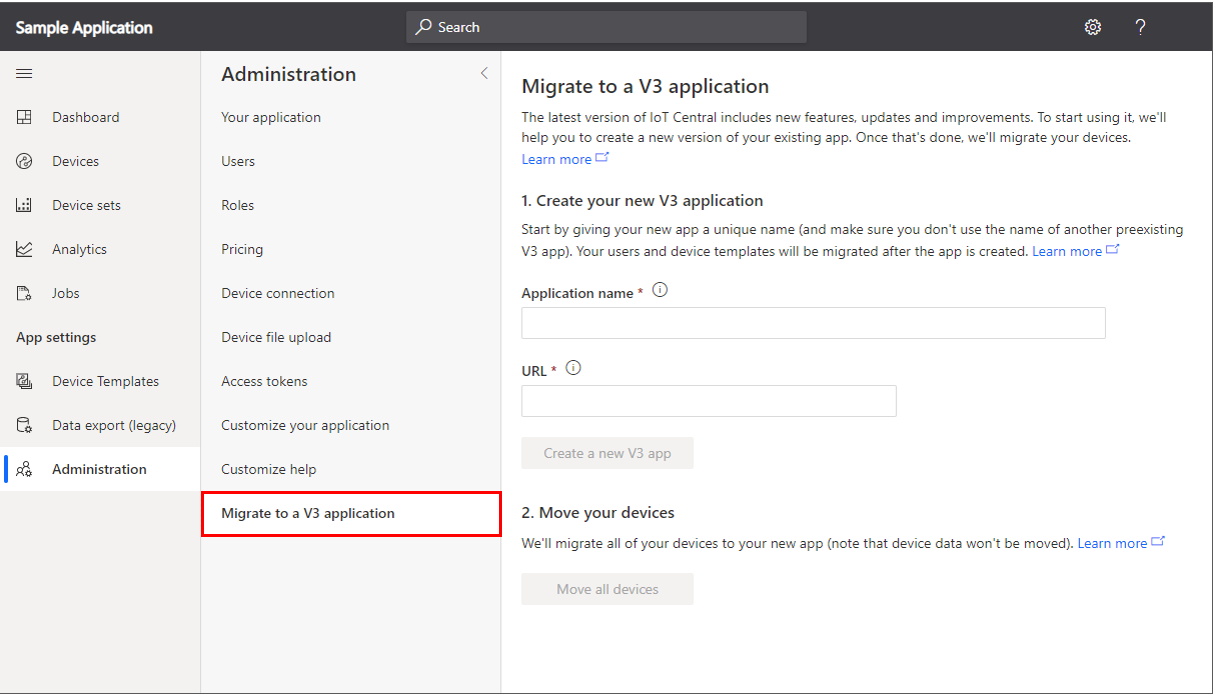 Sample Application
Search
?
Dashboard
Devices
Device sets
Analytics
Jobs
App settings
Device Templates
Data export (legacy)
Administration
Administration
Your application
Users
Roles
Pricing
Device connection
Device file upload
Access tokens
Customize your application
Customize help
Migrate to a V3 application
Migrate to a V3 application
The latest version of IoT Central includes new features, updates and improvements. To start using it, we'll
help you to create a new version of your existing app. Once that's done, we'll migrate your devices.
Learn more
1. Create your new V3 application
Start by giving your new app a unique name (and make sure you don't use the name of another preexisting
V3 app). Your users and device templates will be migrated after the app is created. Learn more
Application name *
URL *
Create a new V3 app
2. Move your devices
We'll migrate all of your devices to your new app (note that device data won't be moved). Learn more
Move all devices